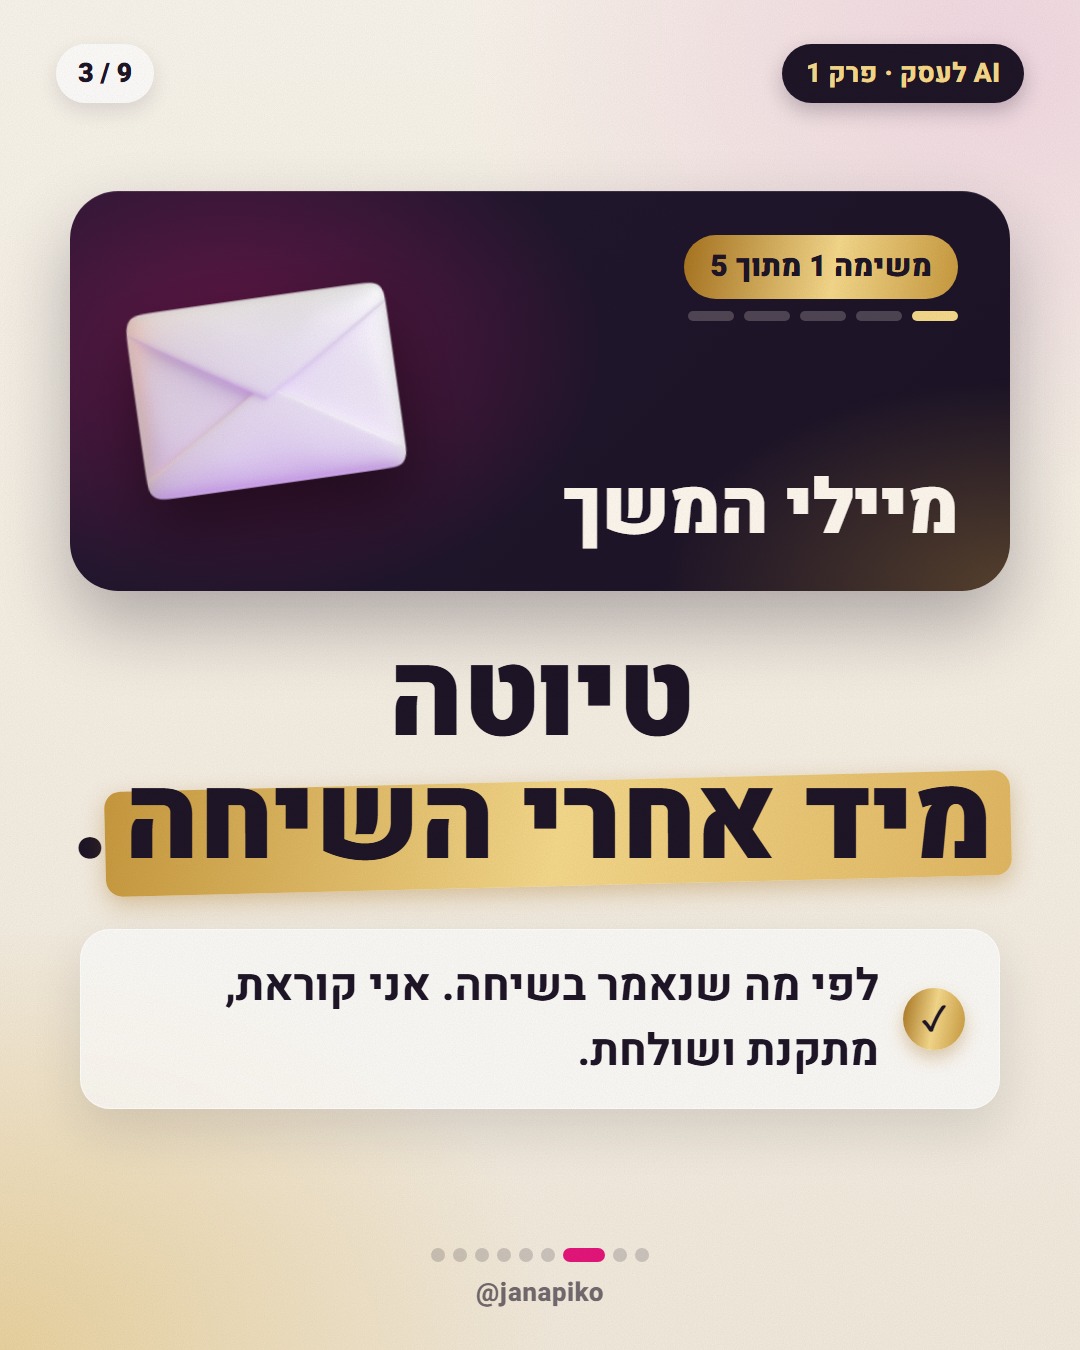 AI לעסק · פרק 1
3 / 9
משימה 1 מתוך 5
מיילי המשך
טיוטה
מיד אחרי השיחה.
לפי מה שנאמר בשיחה. אני קוראת,
מתקנת ושולחת.
@janapiko